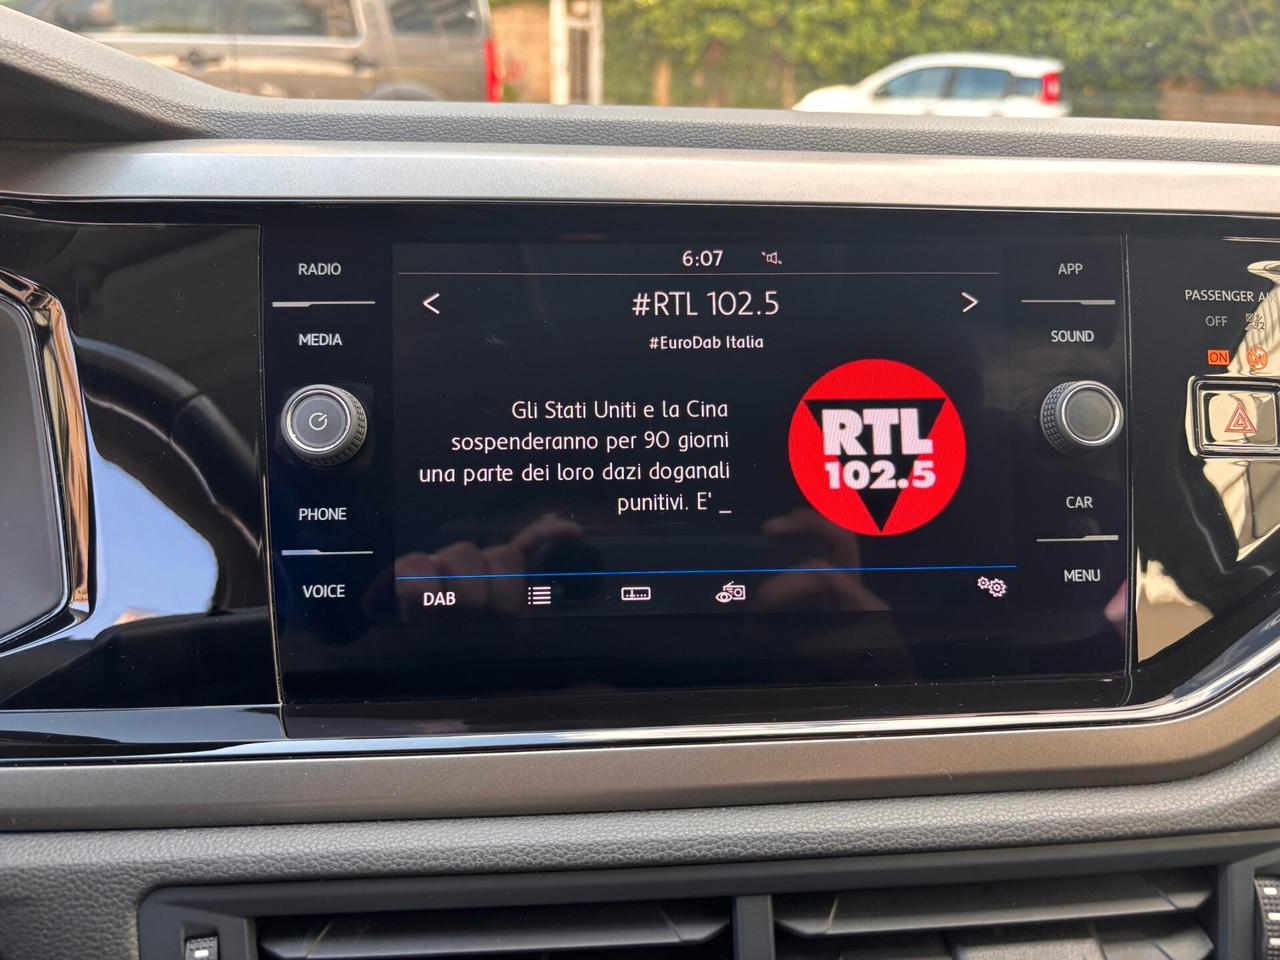 RADIO
MEDIA
PHONE
VOICE
6:07
#RTL 102.5
#EuroDab Italia
Gli Stati Uniti e la Cina
sospenderanno per 90 giorni
una parte dei loro dazi doganali
punitivi. E' _
RTL
102.5
DAB
APP
SOUND
CAR
MENU
PASSENGER
OFF
ON